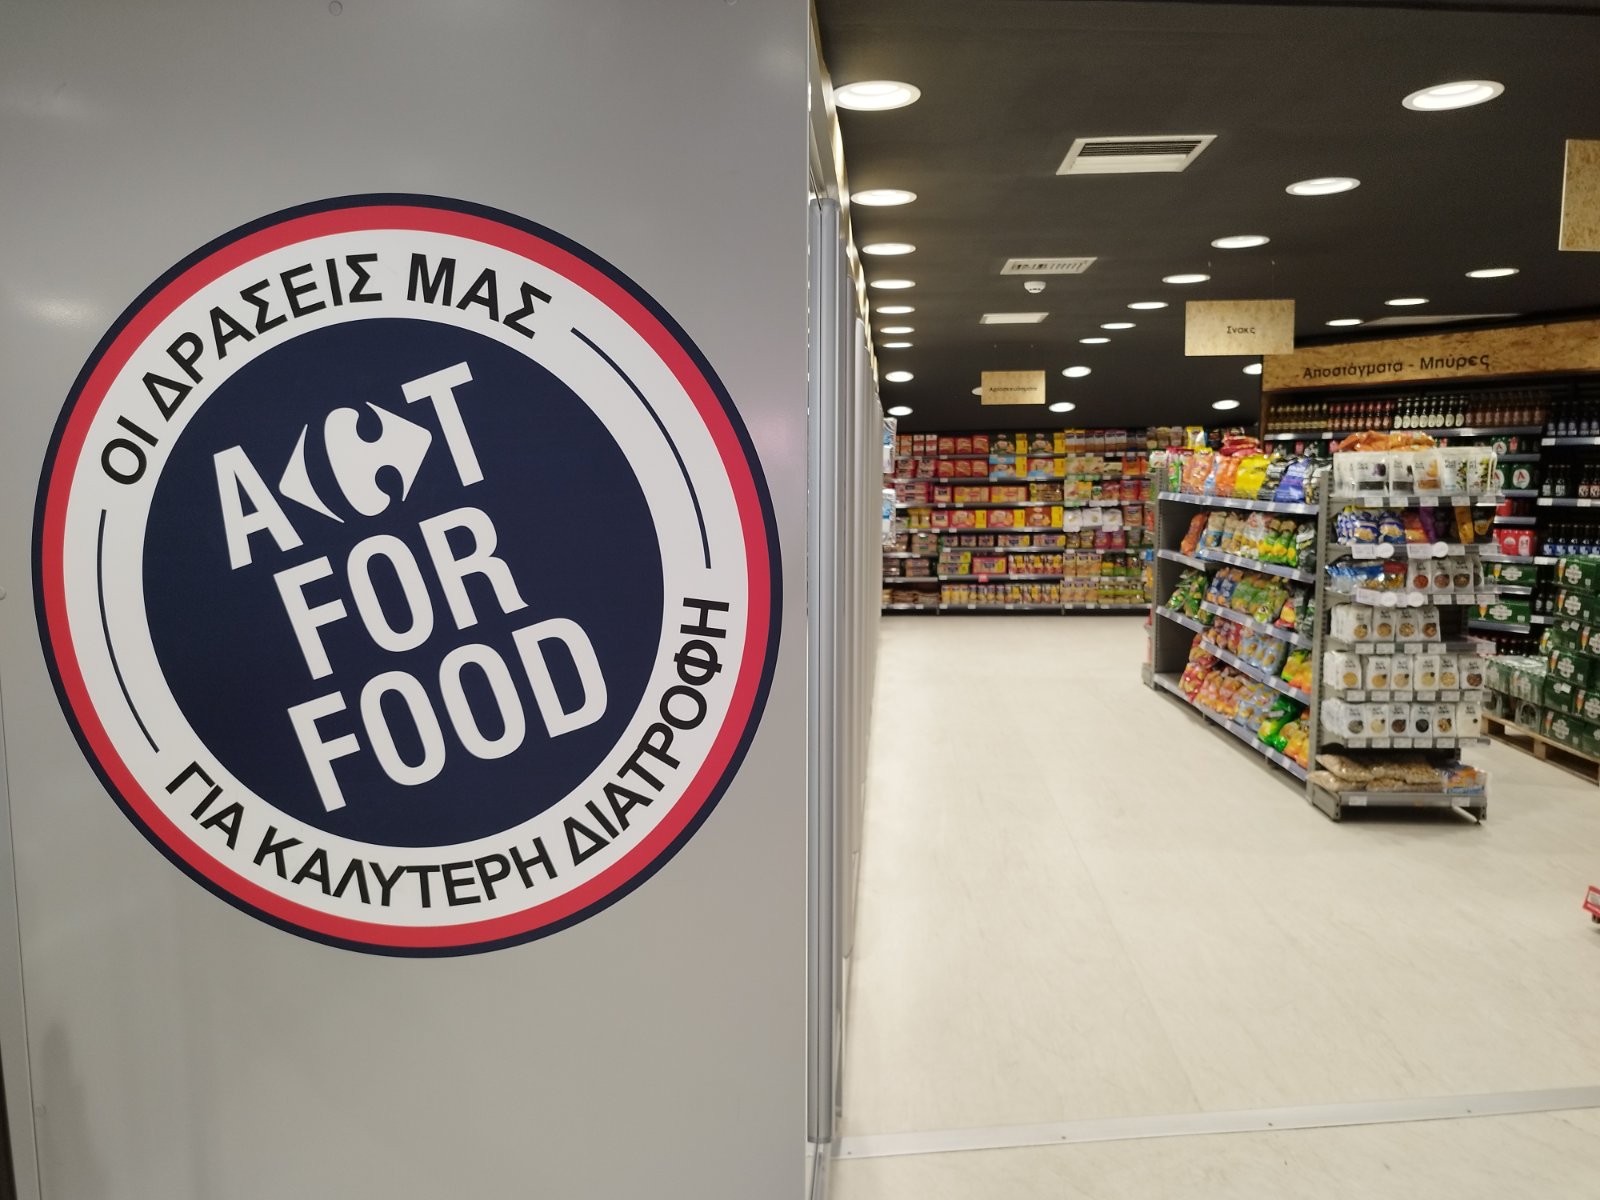 ΟΙ ΔΡΑΣΕΙΣ ΜΑΣ
ACT
FOR
FOOD
ΓΙΑ ΚΑΛΥΤΕΡΗ ΔΙΑΤΡΟΦΗ
Σνακς
Αποστάγματα - Μπύρες